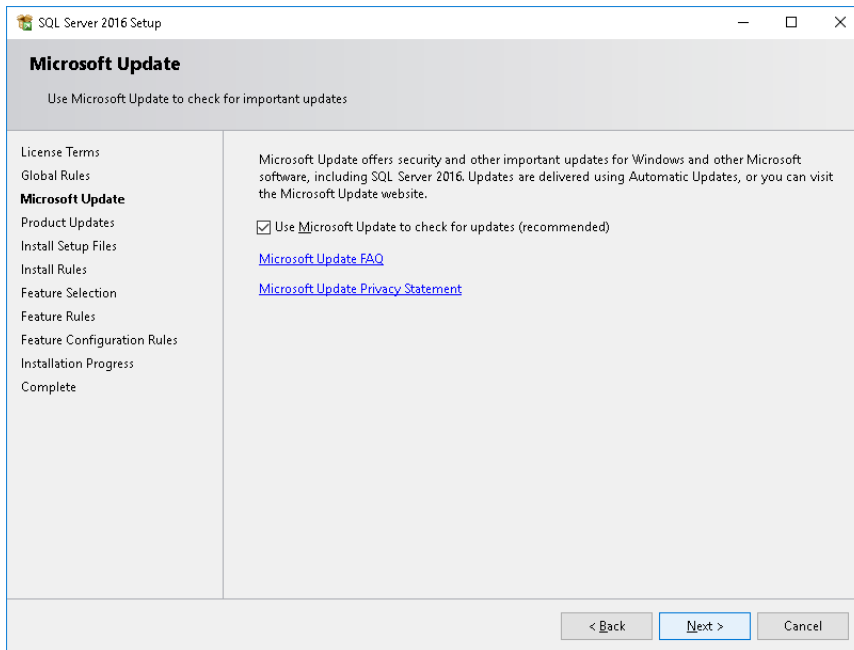 SQL Server 2016 Setup
Microsoft Update
Use Microsoft Update to check for important updates
License Terms
Global Rules
Microsoft Update
Product Updates
Install Setup Files
Install Rules
Feature Selection
Feature Rules
Feature Configuration Rules
Installation Progress
Complete
Microsoft Update offers security and other important updates for Windows and other Microsoft
software, including SQL Server 2016. Updates are delivered using Automatic Updates, or you can visit
the Microsoft Update website.
Use Microsoft Update to check for updates (recommended)
Microsoft Update FAQ
Microsoft Update Privacy Statement
< Back
Next >
Cancel